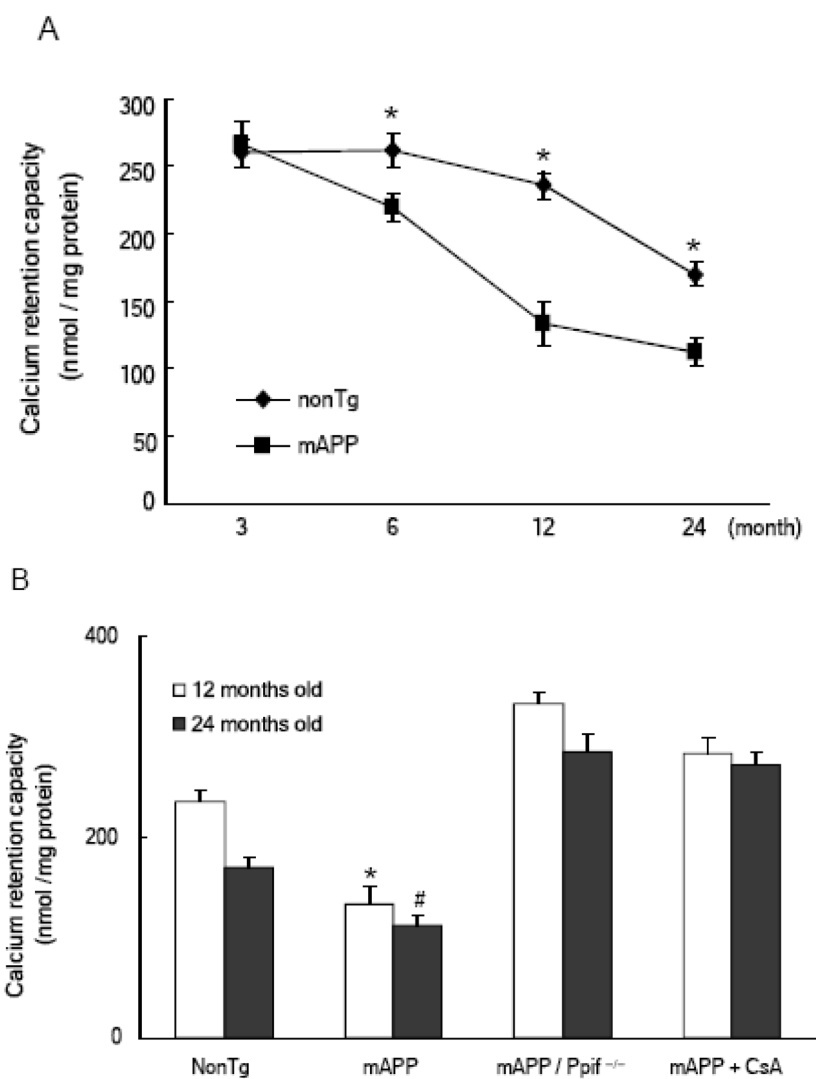 A
Calcium retention capacity
(nmol / mg protein)
300
250
200
150
100
50
0
*
*
*
nonTg
mAPP
3 6 12 24 (month)
B
Calcium retention capacity
(nmol /mg protein)
400
200
0
12 months old
24 months old
*
#
NonTg mAPP mAPP / Ppif −/− mAPP + CsA